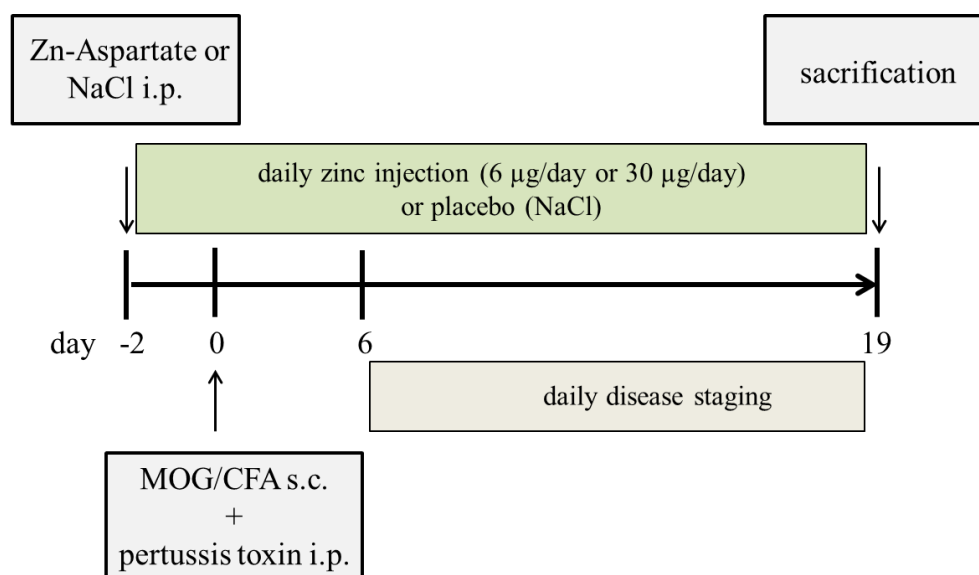 Zn-Aspartate or
NaCl i.p.
sacrification
daily zinc injection (6 µg/day or 30 µg/day)
or placebo (NaCl)
day -2 0 6 19
daily disease staging
MOG/CFA s.c.
+
pertussis toxin i.p.